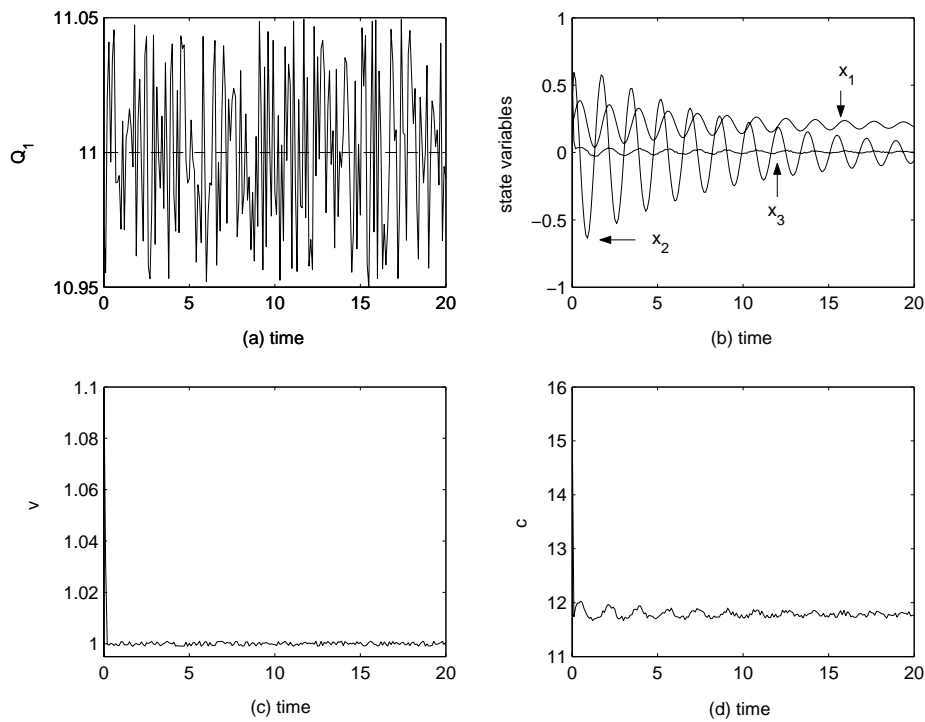 11.05
11
10.95
Q1
0 5 10 15 20
(a) time
1
0.5
0
−0.5
−1
state variables
x1
x3
x2
0 5 10 15 20
(b) time
1.1
1.08
1.06
1.04
1.02
1
v
0 5 10 15 20
(c) time
16
15
14
13
12
11
c
0 5 10 15 20
(d) time